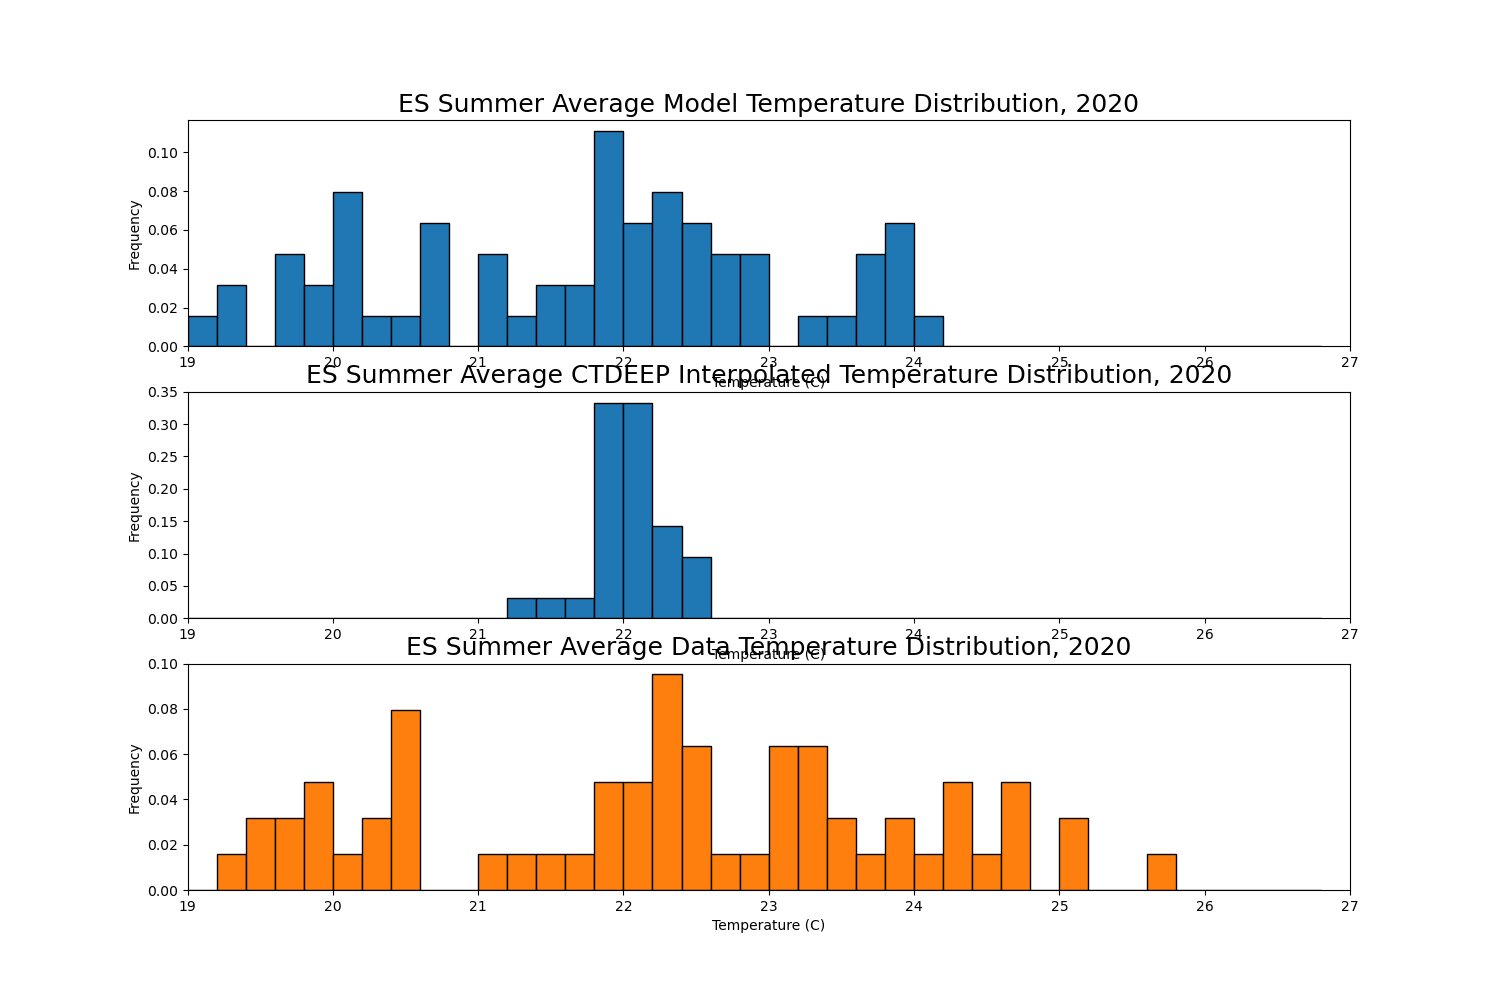 ES Summer Average Model Temperature Distribution, 2020
0.10
0.08
0.06
0.04
0.02
0.00
Frequency
19 20 21 22 23 24 25 26 27
Temperature (C)
ES Summer Average CTDEEP Interpolated Temperature Distribution, 2020
0.35
0.30
0.25
0.20
0.15
0.10
0.05
0.00
Frequency
19 20 21 22 23 24 25 26 27
Temperature (C)
ES Summer Average Data Temperature Distribution, 2020
0.10
0.08
0.06
0.04
0.02
0.00
Frequency
19 20 21 22 23 24 25 26 27
Temperature (C)